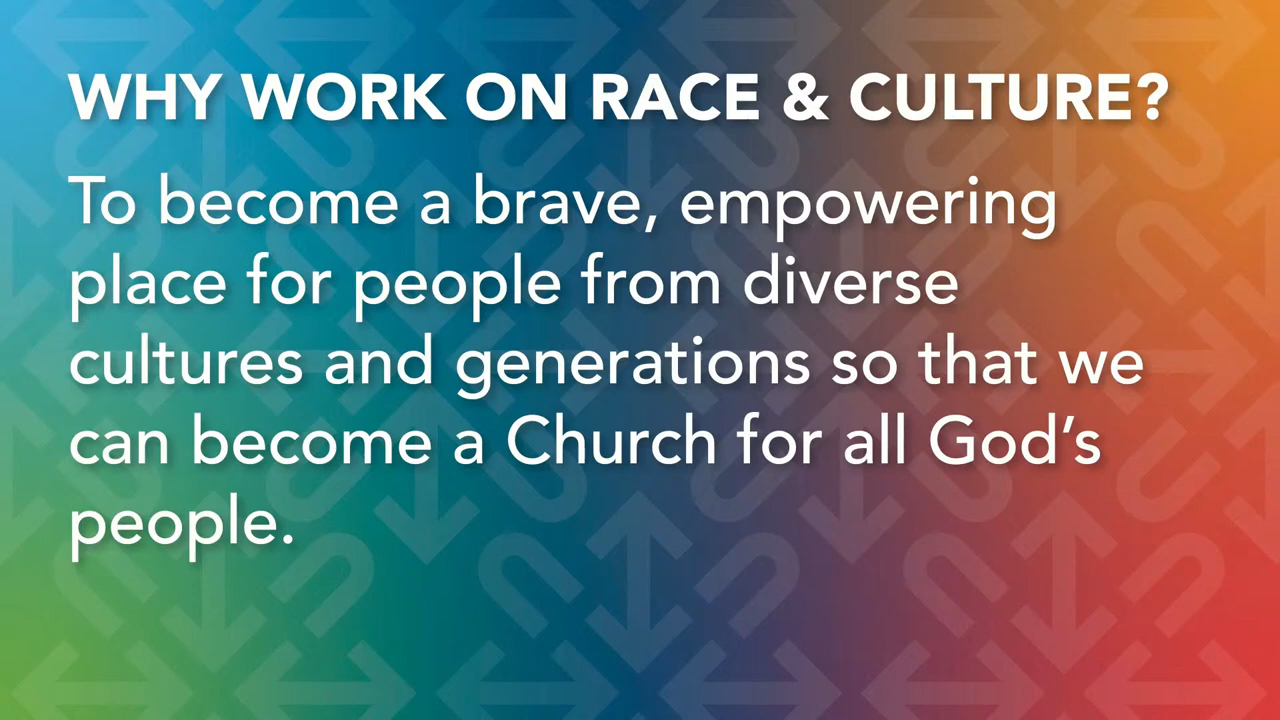 WHY WORK ON RACE & CULTURE?
To become a brave, empowering
place for people from diverse
cultures and generations so that we
can become a Church for all God’s
people.